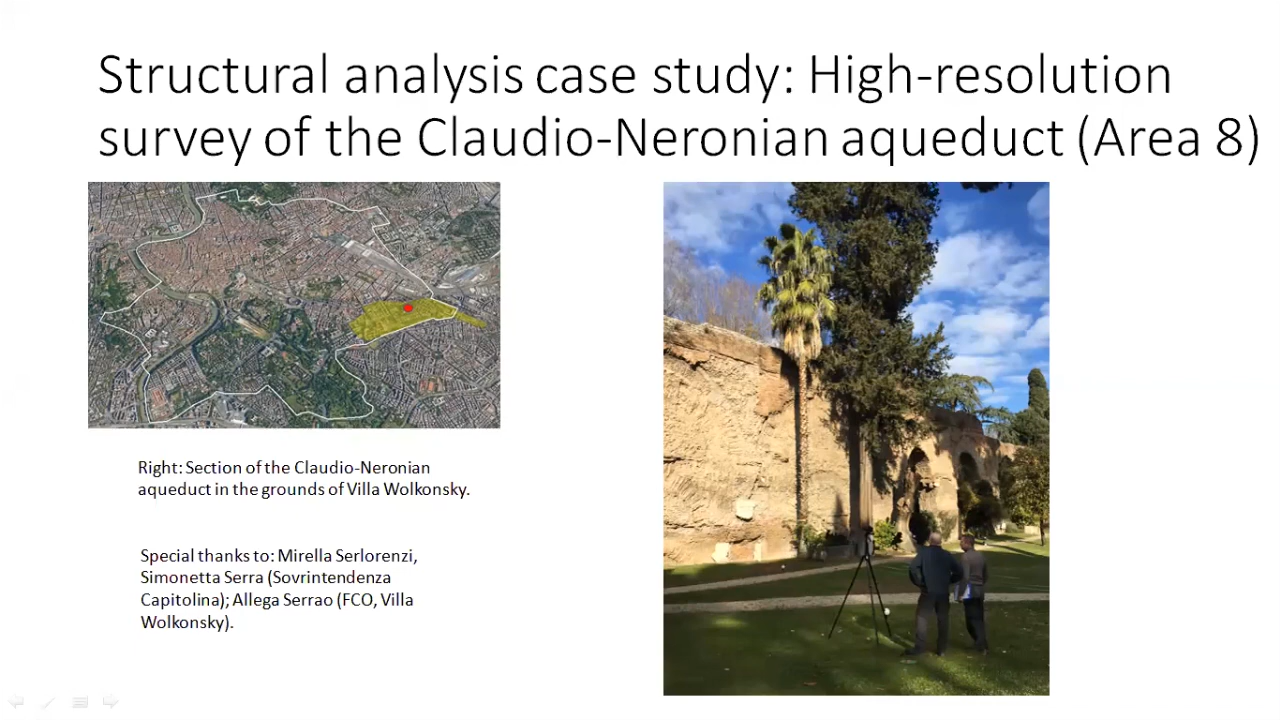 Structural analysis case study: High-resolution
survey of the Claudio-Neronian aqueduct (Area 8)
Right: Section of the Claudio-Neronian
aqueduct in the grounds of Villa Wolkonsky.
Special thanks to: Mirella Serlorenzi,
Simonetta Serra (Sovrintendenza
Capitolina); Allega Serrao (FCO, Villa
Wolkonsky).